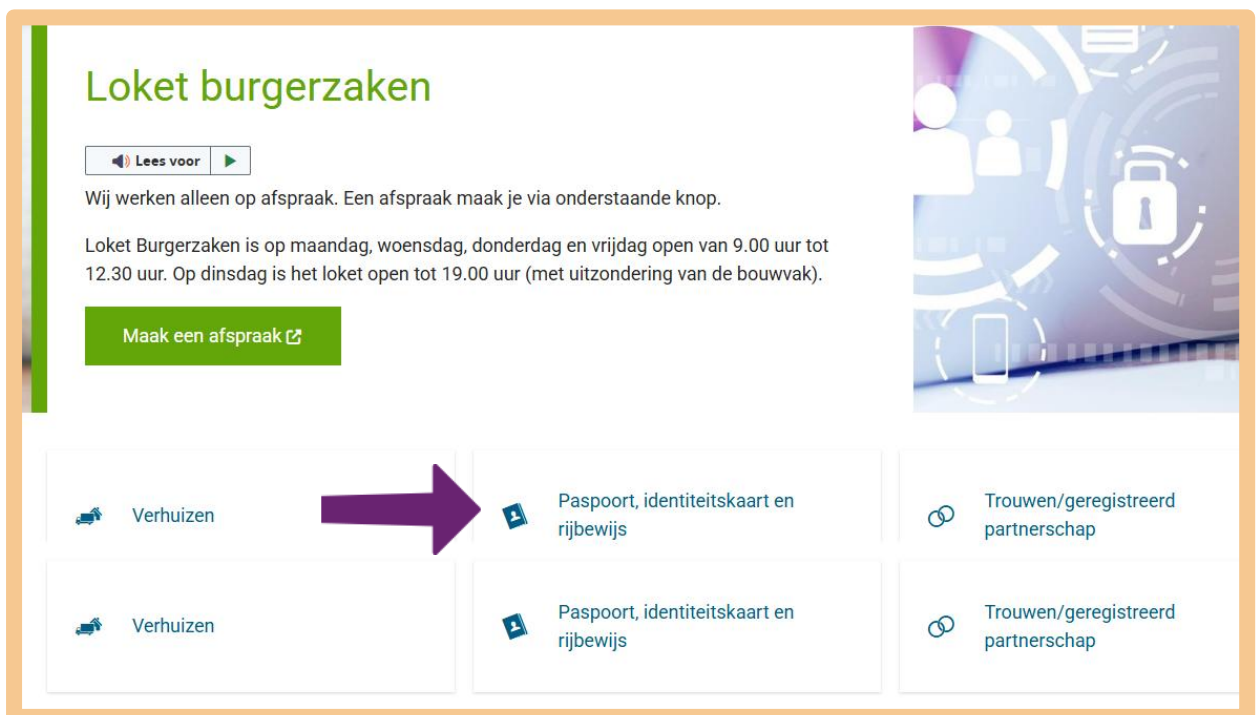 Loket burgerzaken
Lees voor
Wij werken alleen op afspraak. Een afspraak maak je via onderstaande knop.
Loket Burgerzaken is op maandag, woensdag, donderdag en vrijdag open van 9.00 uur tot
12.30 uur. Op dinsdag is het loket open tot 19.00 uur (met uitzondering van de bouwvak).
Maak een afspraak
Verhuizen
Paspoort, identiteitskaart en
rijbewijs
Trouwen/geregistreerd
partnerschap
Verhuizen
Paspoort, identiteitskaart en
rijbewijs
Trouwen/geregistreerd
partnerschap